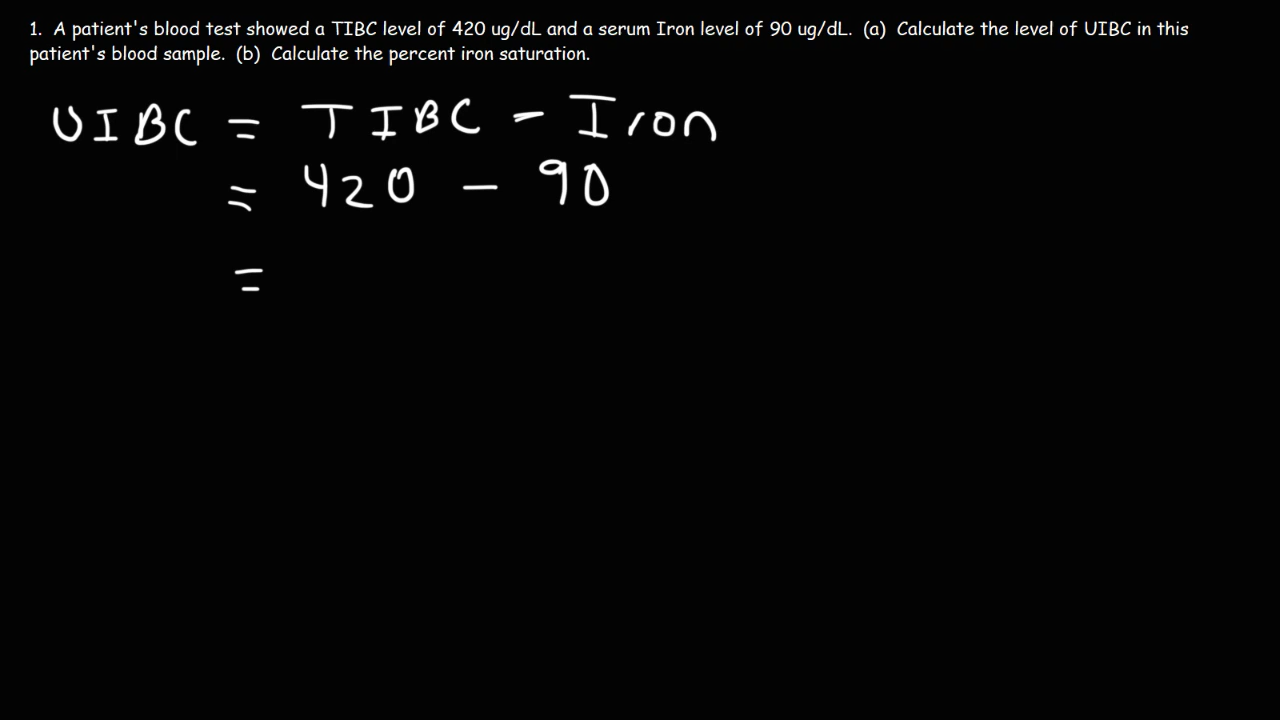 1. A patient's blood test showed a TIBC level of 420 ug/dL and a serum Iron level of 90 ug/dL. (a) Calculate the level of UIBC in this
patient's blood sample. (b) Calculate the percent iron saturation.
UIBC = TIBC - Iron
= 420 - 90
=